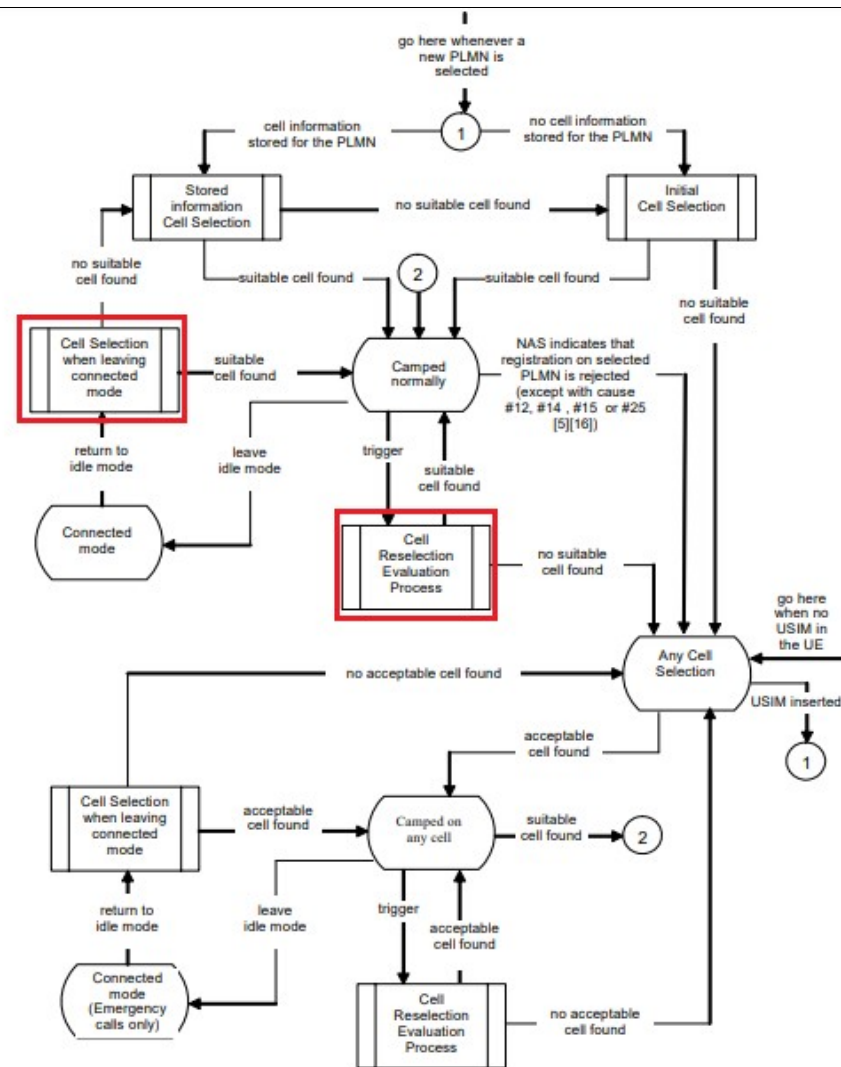 go here whenever a
new PLMN is
selected
cell information
stored for the PLMN
1
no cell information
stored for the PLMN
Stored
information
Cell Selection
no suitable cell found
Initial
Cell Selection
no suitable
cell found
suitable cell found
2
suitable cell found
no suitable
cell found
Cell Selection
when leaving
connected
mode
suitable
cell found
Camped
normally
NAS indicates that
registration on selected
PLMN is rejected
(except with cause
#12, #14 , #15 or #25
[5][16])
return to
idle mode
leave
idle mode
trigger
suitable
cell found
Connected
mode
Cell
Reselection
Evaluation
Process
no suitable
cell found
go here
when no
USIM in
the UE
Any Cell
Selection
no acceptable cell found
USIM inserted
1
acceptable
cell found
Cell Selection
when leaving
connected
mode
acceptable
cell found
Camped on
any cell
suitable
cell found
2
return to
idle mode
leave
idle mode
trigger
acceptable
cell found
Connected
mode
(Emergency
calls only)
Cell
Reselection
Evaluation
Process
no acceptable
cell found